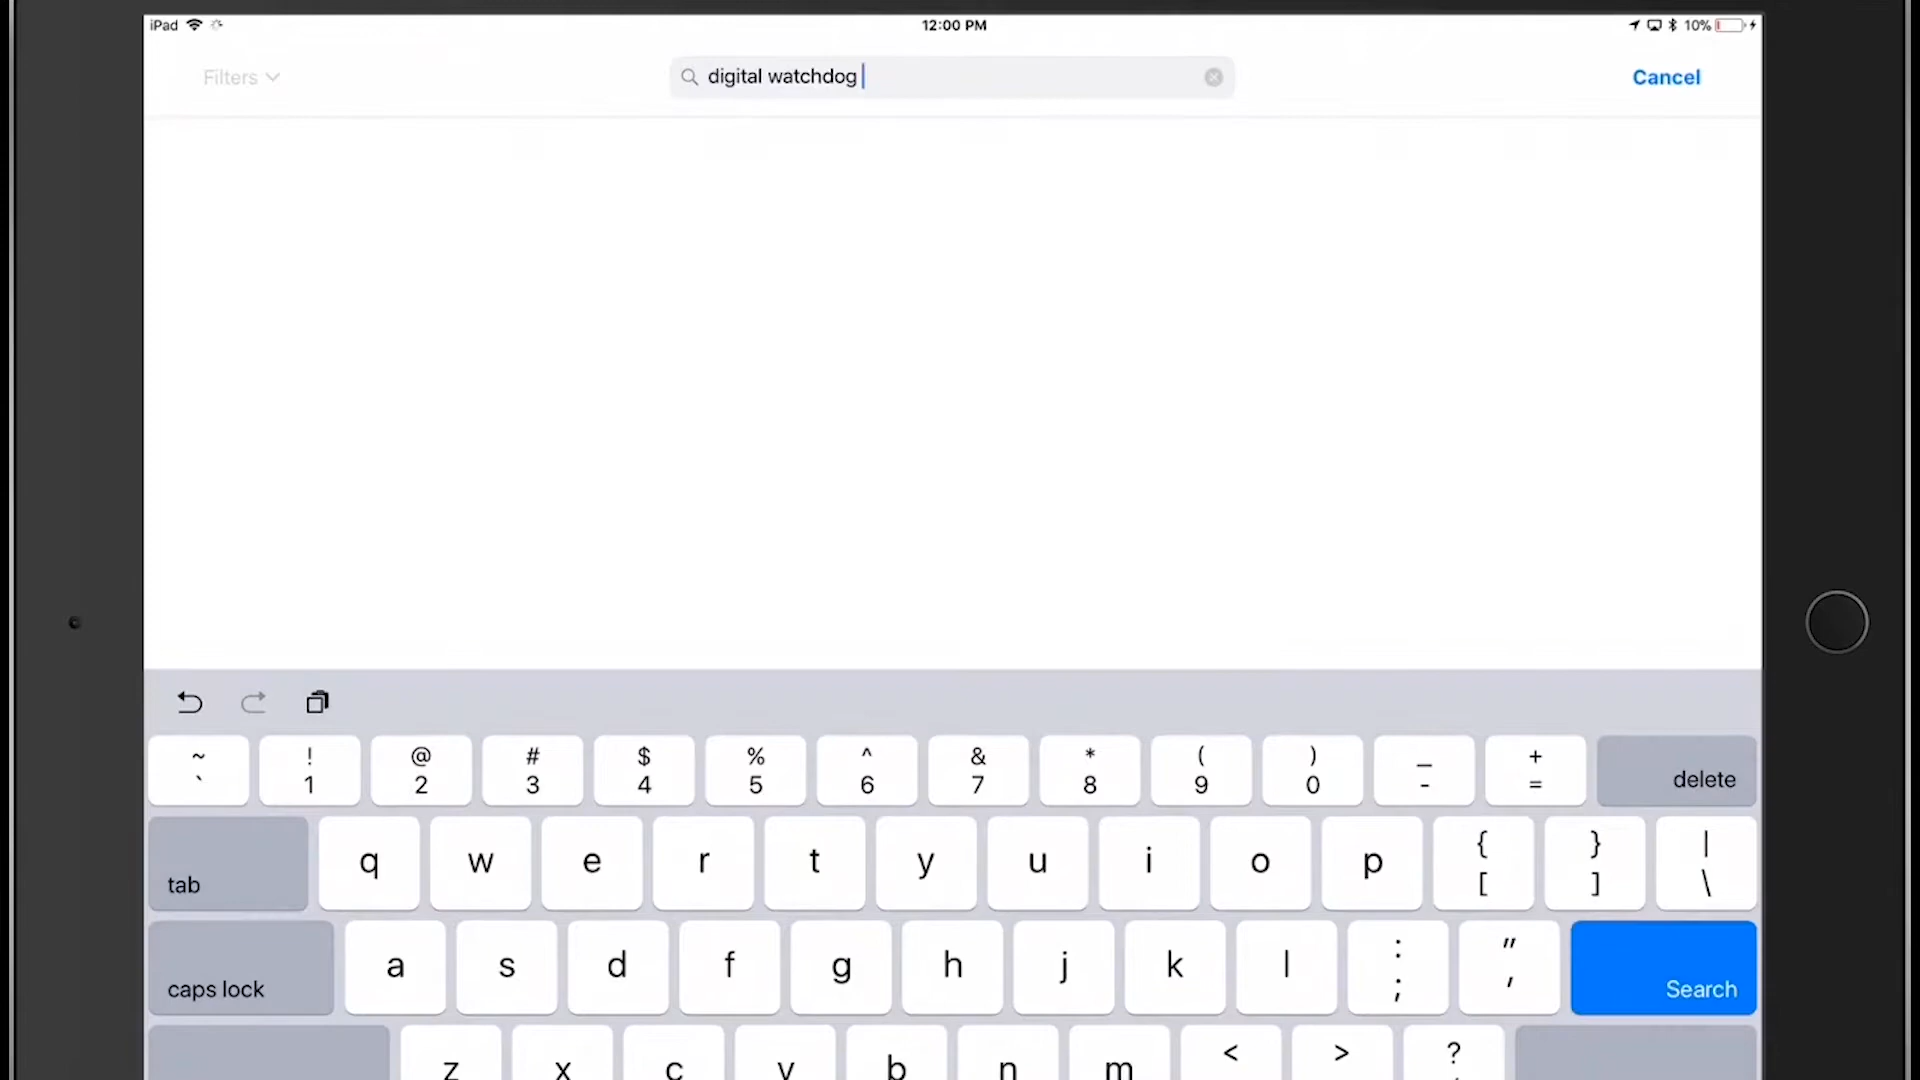 iPad 12:00 PM 10%
Filters digital watchdog Cancel
~ ! @ # $ % ^ & * ( ) _ +
` 1 2 3 4 5 6 7 8 9 0 - = delete
tab q w e r t y u i o p { [ } ] | \
caps lock a s d f g h j k l : ; " ' Search
z x c v b n m < > ?